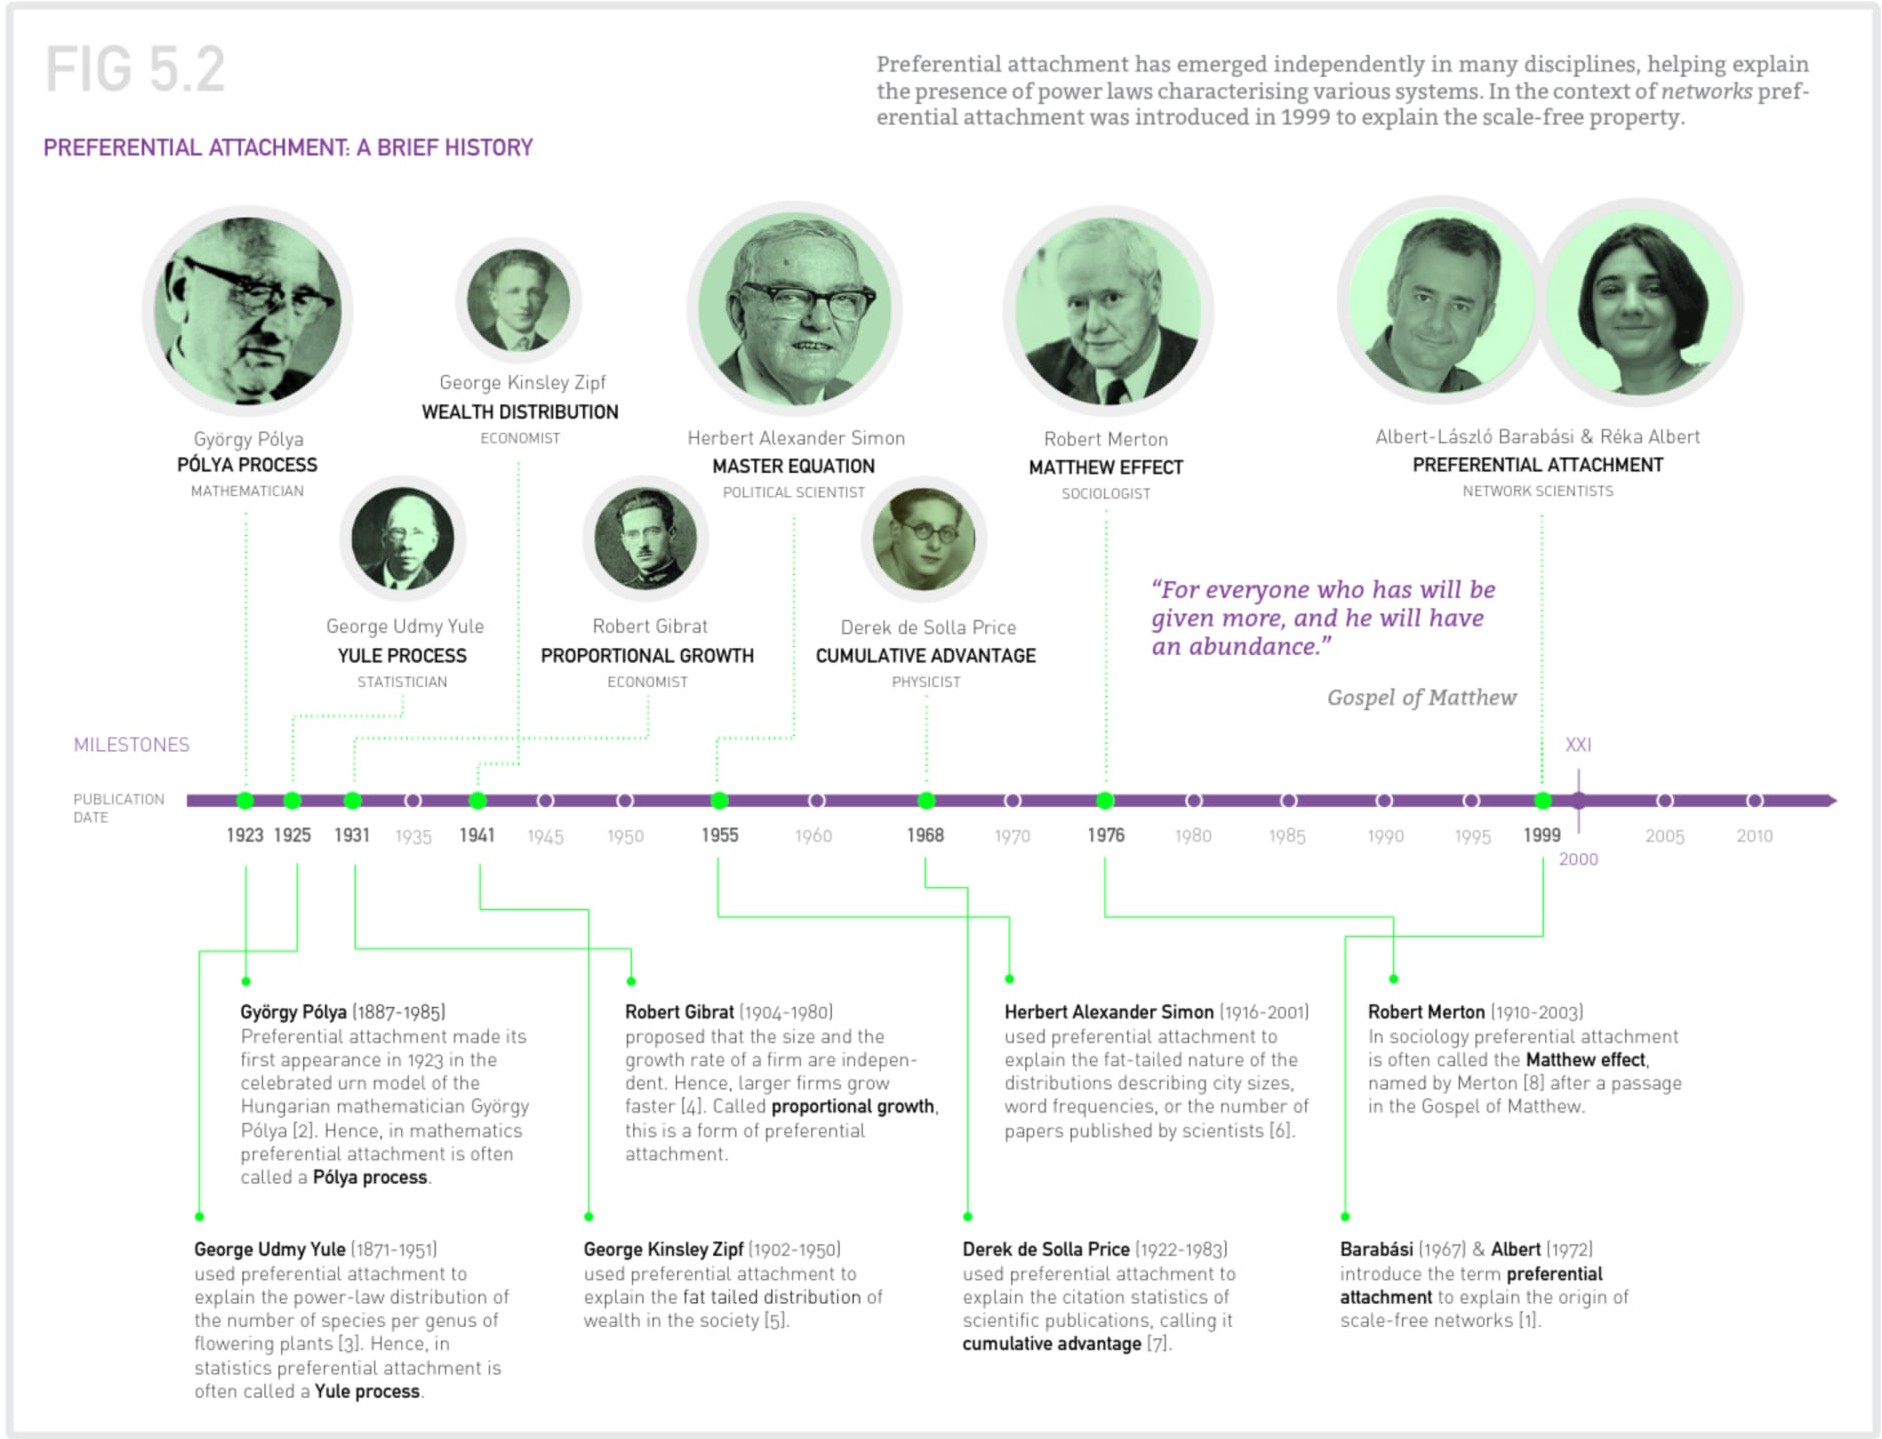 FIG 5.2
Preferential attachment has emerged independently in many disciplines, helping explain
the presence of power laws characterising various systems. In the context of networks pref-
erential attachment was introduced in 1999 to explain the scale-free property.
PREFERENTIAL ATTACHMENT: A BRIEF HISTORY
György Pólya
PÓLYA PROCESS
MATHEMATICIAN
George Kinsley Zipf
WEALTH DISTRIBUTION
ECONOMIST
Herbert Alexander Simon
MASTER EQUATION
POLITICAL SCIENTIST
Robert Merton
MATTHEW EFFECT
SOCIOLOGIST
Albert-László Barabási & Réka Albert
PREFERENTIAL ATTACHMENT
NETWORK SCIENTISTS
George Udmy Yule
YULE PROCESS
STATISTICIAN
Robert Gibrat
PROPORTIONAL GROWTH
ECONOMIST
Derek de Solla Price
CUMULATIVE ADVANTAGE
PHYSICIST
“For everyone who has will be
given more, and he will have
an abundance.”
Gospel of Matthew
MILESTONES
XXI
PUBLICATION
DATE
1923 1925 1931 1935 1941 1945 1950 1955 1960 1968 1970 1976 1980 1985 1990 1995 1999 2005 2010
2000
György Pólya (1887-1985)
Preferential attachment made its
first appearance in 1923 in the
celebrated urn model of the
Hungarian mathematician György
Pólya [2]. Hence, in mathematics
preferential attachment is often
called a Pólya process.
Robert Gibrat (1904-1980)
proposed that the size and the
growth rate of a firm are indepen-
dent. Hence, larger firms grow
faster [4]. Called proportional growth,
this is a form of preferential
attachment.
Herbert Alexander Simon (1916-2001)
used preferential attachment to
explain the fat-tailed nature of the
distributions describing city sizes,
word frequencies, or the number of
papers published by scientists [6].
Robert Merton (1910-2003)
In sociology preferential attachment
is often called the Matthew effect,
named by Merton [8] after a passage
in the Gospel of Matthew.
George Udmy Yule (1871-1951)
used preferential attachment to
explain the power-law distribution of
the number of species per genus of
flowering plants [3]. Hence, in
statistics preferential attachment is
often called a Yule process.
George Kinsley Zipf (1902-1950)
used preferential attachment to
explain the fat tailed distribution of
wealth in the society [5].
Derek de Solla Price (1922-1983)
used preferential attachment to
explain the citation statistics of
scientific publications, calling it
cumulative advantage [7].
Barabási (1967) & Albert (1972)
introduce the term preferential
attachment to explain the origin of
scale-free networks [1].